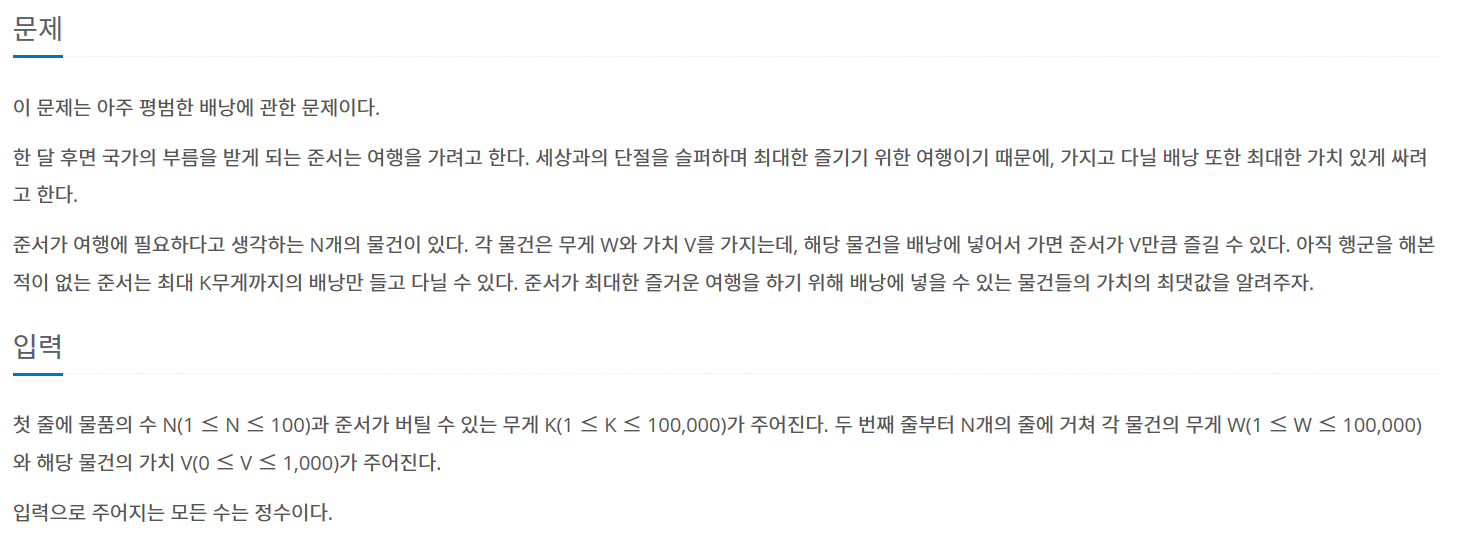 문제
이 문제는 아주 평범한 배낭에 관한 문제이다.
한 달 후면 국가의 부름을 받게 되는 준서는 여행을 가려고 한다. 세상과의 단절을 슬퍼하며 최대한 즐기기 위한 여행이기 때문에, 가지고 다닐 배낭 또한 최대한 가치 있게 싸려
고 한다.
준서가 여행에 필요하다고 생각하는 N개의 물건이 있다. 각 물건은 무게 W와 가치 V를 가지는데, 해당 물건을 배낭에 넣어서 가면 준서가 V만큼 즐길 수 있다. 아직 행군을 해본
적이 없는 준서는 최대 K무게까지의 배낭만 들고 다닐 수 있다. 준서가 최대한 즐거운 여행을 하기 위해 배낭에 넣을 수 있는 물건들의 가치의 최댓값을 알려주자.
입력
첫 줄에 물품의 수 N(1 ≤ N ≤ 100)과 준서가 버틸 수 있는 무게 K(1 ≤ K ≤ 100,000)가 주어진다. 두 번째 줄부터 N개의 줄에 거쳐 각 물건의 무게 W(1 ≤ W ≤ 100,000)
와 해당 물건의 가치 V(0 ≤ V ≤ 1,000)가 주어진다.
입력으로 주어지는 모든 수는 정수이다.